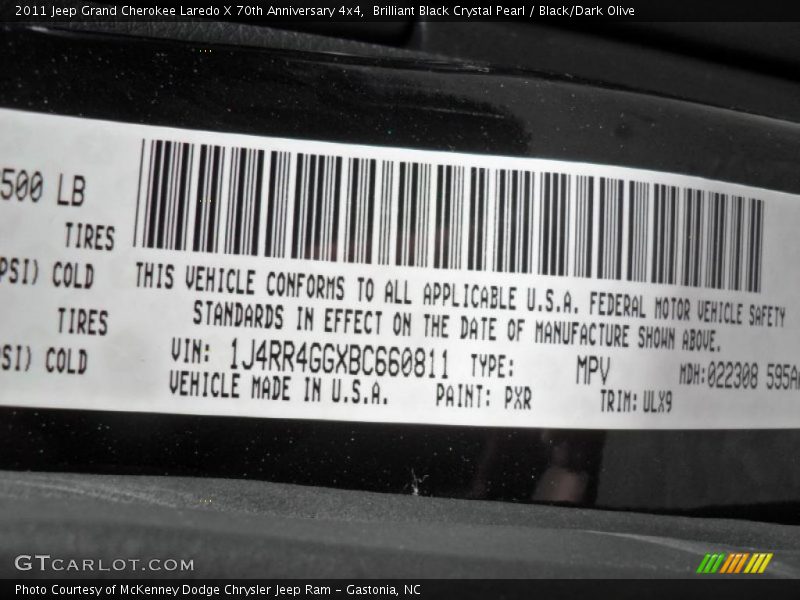 2011 Jeep Grand Cherokee Laredo X 70th Anniversary 4x4,  Brilliant Black Crystal Pearl / Black/Dark Olive
500 LB
TIRES
PSI) COLD
TIRES
SI) COLD
THIS VEHICLE CONFORMS TO ALL APPLICABLE U.S.A. FEDERAL MOTOR VEHICLE SAFETY
STANDARDS IN EFFECT ON THE DATE OF MANUFACTURE SHOWN ABOVE.
VIN: 1J4RR4GGXBC660811 TYPE: MPV MDH:022308 595A
VEHICLE MADE IN U.S.A. PAINT: PXR TRIM: ULX9
GTCARLOT.COM
Photo Courtesy of McKenney Dodge Chrysler Jeep Ram - Gastonia, NC